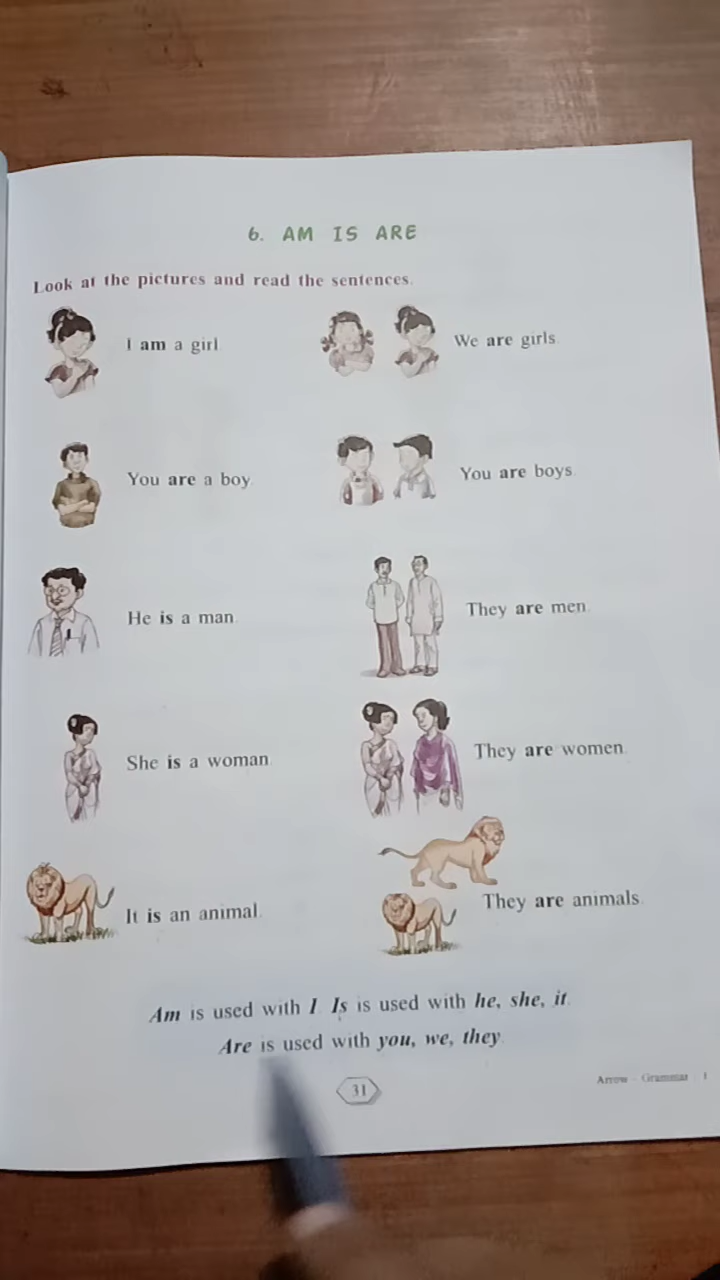 6. AM IS ARE
Look at the pictures and read the sentences.
I am a girl.
We are girls.
You are a boy.
You are boys.
He is a man.
They are men.
She is a woman.
They are women.
It is an animal.
They are animals.
Am is used with I. Is is used with he, she, it.
Are is used with you, we, they.
31
Arrow Grammar - 1